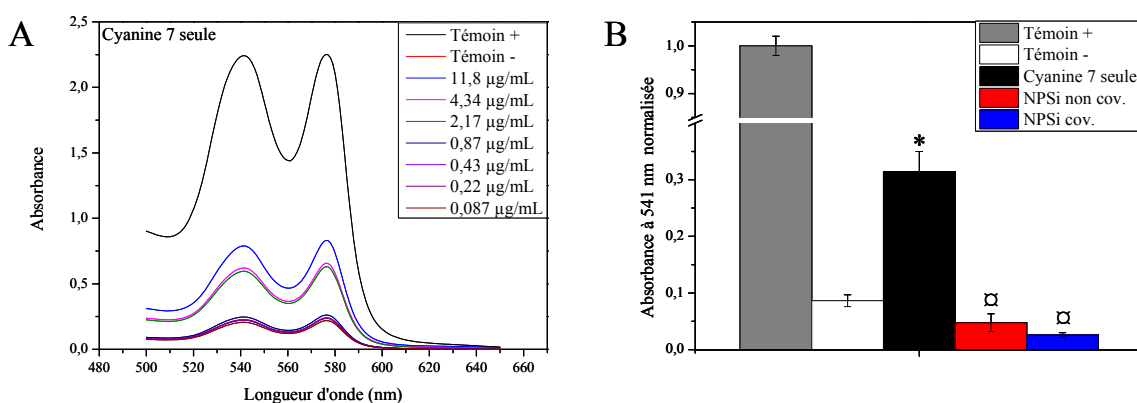 A
Cyanine 7 seule
Témoin +
Témoin -
11,8 µg/mL
4,34 µg/mL
2,17 µg/mL
0,87 µg/mL
0,43 µg/mL
0,22 µg/mL
0,087 µg/mL
Absorbance
2,5
2,0
1,5
1,0
0,5
0,0
480 500 520 540 560 580 600 620 640 660
Longueur d'onde (nm)
B
Témoin +
Témoin -
Cyanine 7 seule
NPSi non cov.
NPSi cov.
Absorbance à 541 nm normalisée
1,0
0,9
0,3
0,2
0,1
0,0
*
¤
¤